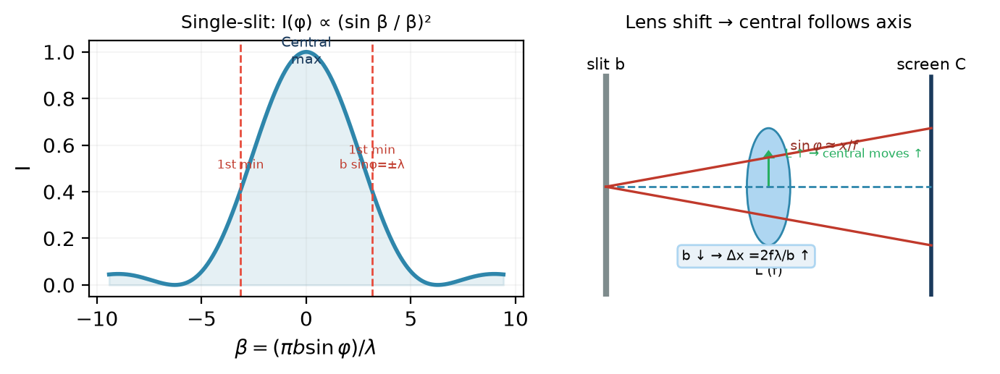 Single-slit: I(φ) ∝ (sin β / β)²
Central
max
1st min
1st min
b sinφ=±λ
I
1.0
0.8
0.6
0.4
0.2
0.0
−10
−5
0
5
10
β = (πb sin φ)/λ
Lens shift → central follows axis
slit b
screen C
sin φ ≈ x/f
L ↑ → central moves ↑
b ↓ → Δx =2fλ/b ↑
L (f)